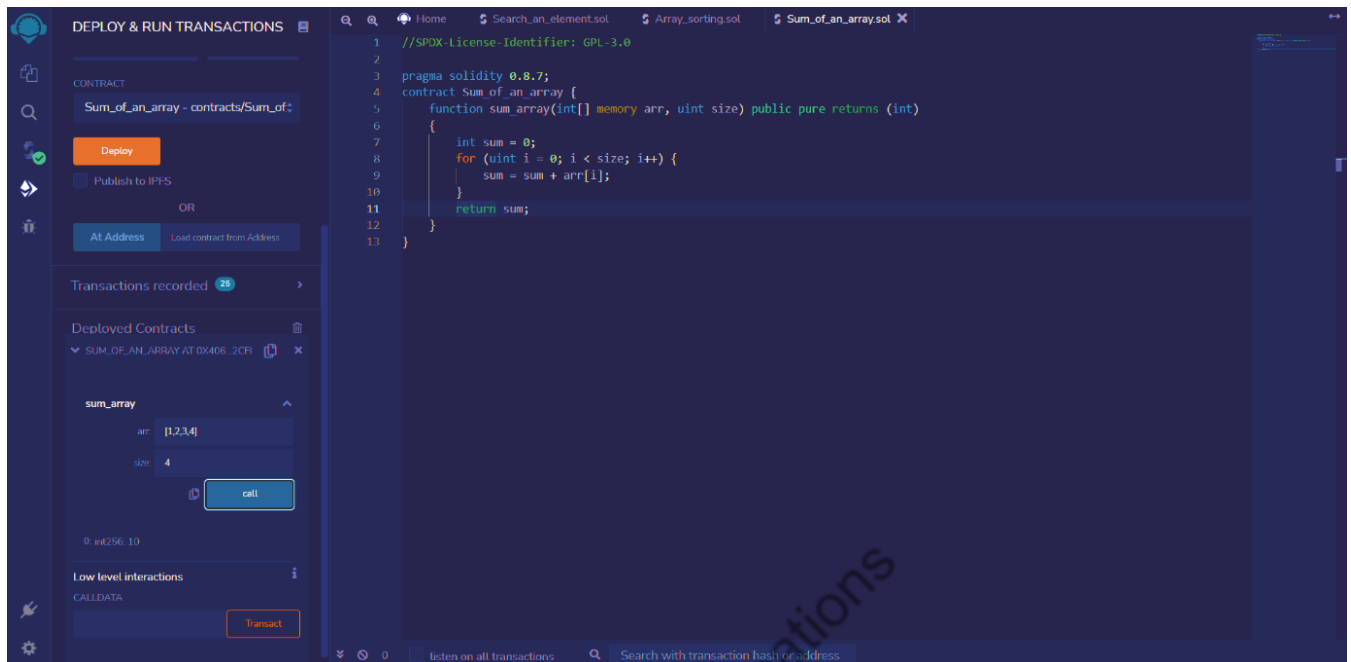 DEPLOY & RUN TRANSACTIONS
CONTRACT
Sum_of_an_array - contracts/Sum_of
Deploy
Publish to IPFS
OR
At Address
Load contract from Address
Transactions recorded 25
Deployed Contracts
SUM_OF_AN_ARRAY AT 0X406...2CFI
sum_array
arr:
[1,2,3,4]
size:
4
call
0: int256: 10
Low level interactions
i
CALLDATA
Transact
Home
Search_an_element.sol
Array_sorting.sol
Sum_of_an_array.sol
1 //SPDX-License-Identifier: GPL-3.0
2
3 pragma solidity 0.8.7;
4 contract Sum_of_an_array {
5 function sum_array(int[] memory arr, uint size) public pure returns (int)
6 {
7 int sum = 0;
8 for (uint i = 0; i < size; i++) {
9 sum = sum + arr[i];
10 }
11 return sum;
12 }
13 }
0
listen on all transactions
Search with transaction hash or address
ations